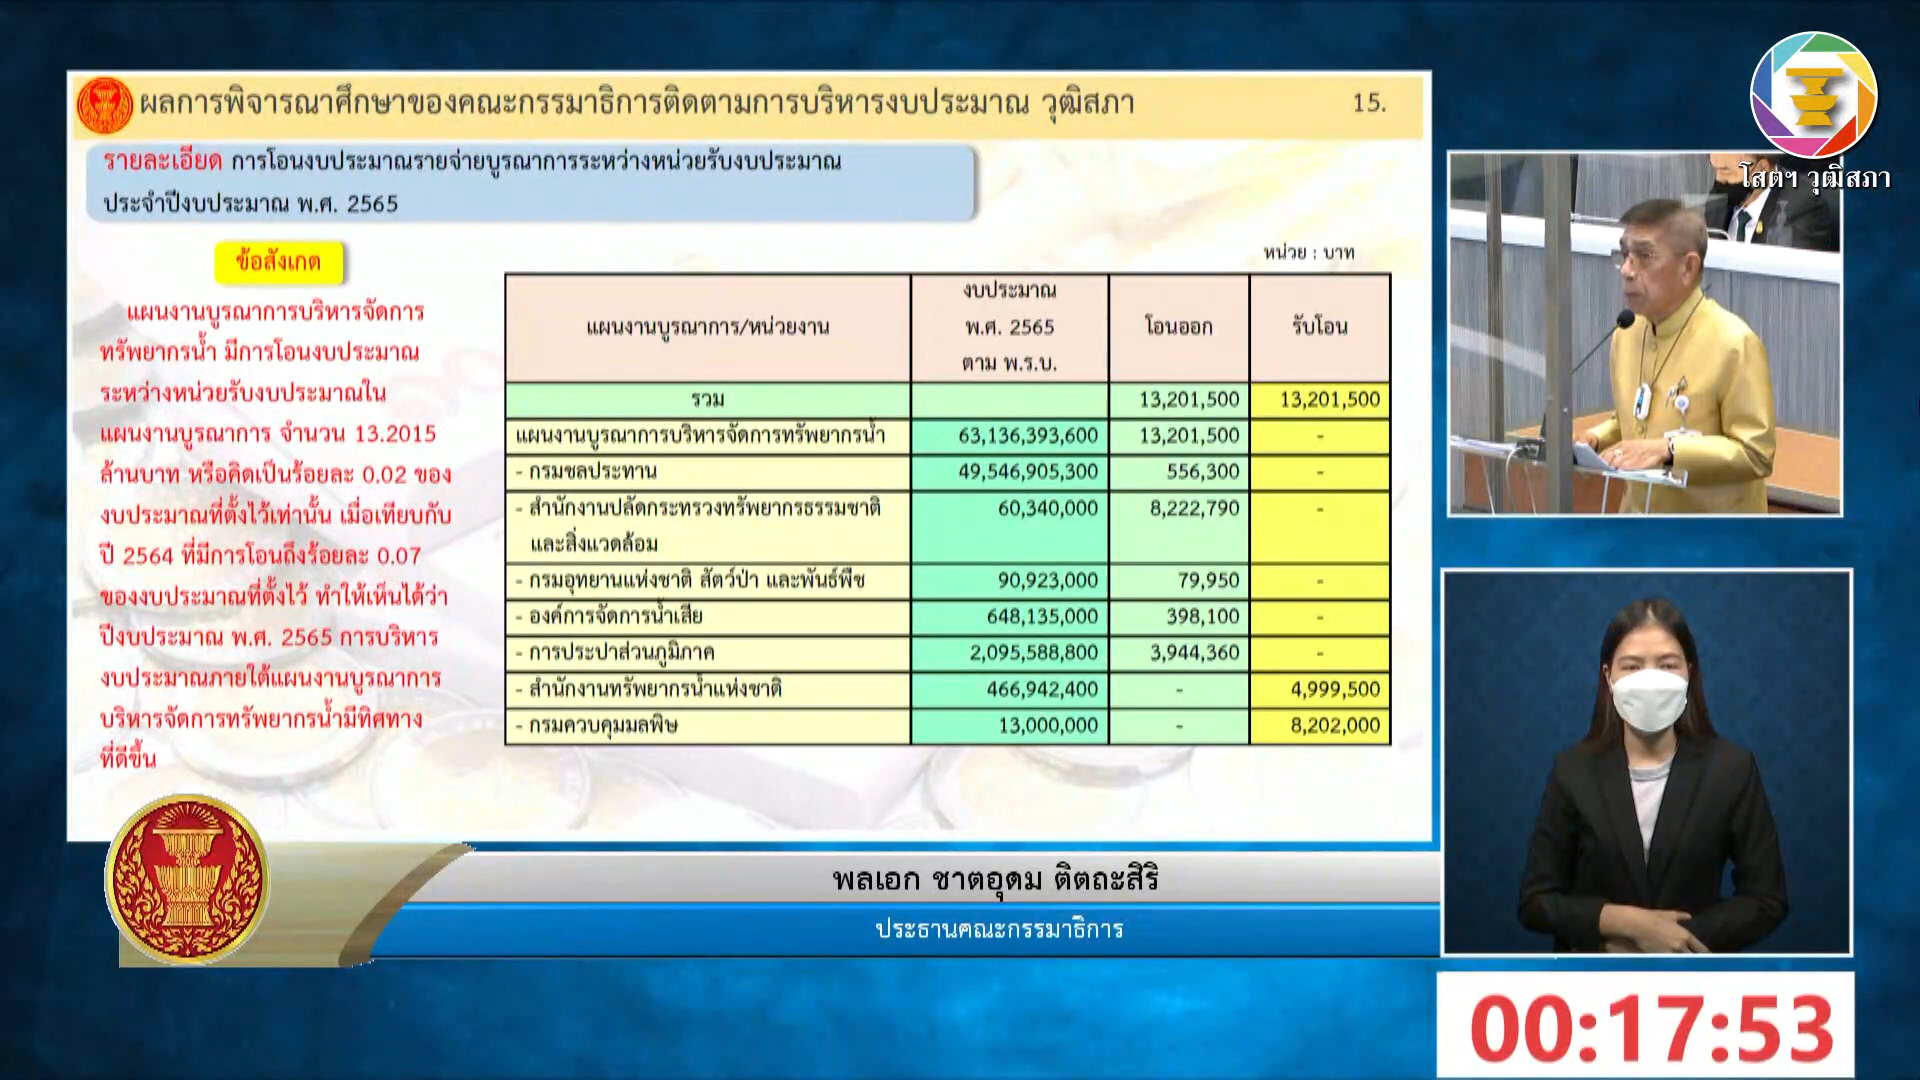 ผลการพิจารณาศึกษาของคณะกรรมาธิการติดตามการบริหารงบประมาณ วุฒิสภา
15.
รายละเอียด การโอนงบประมาณรายจ่ายบูรณาการระหว่างหน่วยรับงบประมาณ
ประจำปีงบประมาณ พ.ศ. 2565
ข้อสังเกต
แผนงานบูรณาการบริหารจัดการ
ทรัพยากรน้ำ มีการโอนงบประมาณ
ระหว่างหน่วยรับงบประมาณใน
แผนงานบูรณาการ จำนวน 13.2015
ล้านบาท หรือคิดเป็นร้อยละ 0.02 ของ
งบประมาณที่ตั้งไว้เท่านั้น เมื่อเทียบกับ
ปี 2564 ที่มีการโอนถึงร้อยละ 0.07
ของงบประมาณที่ตั้งไว้ ทำให้เห็นได้ว่า
ปีงบประมาณ พ.ศ. 2565 การบริหาร
งบประมาณภายใต้แผนงานบูรณาการ
บริหารจัดการทรัพยากรน้ำมีทิศทาง
ที่ดีขึ้น
หน่วย : บาท
แผนงานบูรณาการ/หน่วยงาน
งบประมาณ
พ.ศ. 2565
ตาม พ.ร.บ.
โอนออก
รับโอน
รวม 13,201,500 13,201,500
แผนงานบูรณาการบริหารจัดการทรัพยากรน้ำ 63,136,393,600 13,201,500 -
- กรมชลประทาน 49,546,905,300 556,300 -
- สำนักงานปลัดกระทรวงทรัพยากรธรรมชาติ 60,340,000 8,222,790 -
และสิ่งแวดล้อม
- กรมอุทยานแห่งชาติ สัตว์ป่า และพันธ์พืช 90,923,000 79,950 -
- องค์การจัดการน้ำเสีย 648,135,000 398,100 -
- การประปาส่วนภูมิภาค 2,095,588,800 3,944,360 -
- สำนักงานทรัพยากรน้ำแห่งชาติ 466,942,400 - 4,999,500
- กรมควบคุมมลพิษ 13,000,000 - 8,202,000
โสตฯ วุฒิสภา
พลเอก ชาตอุดม ติตถะสิริ
ประธานคณะกรรมาธิการ
00:17:53